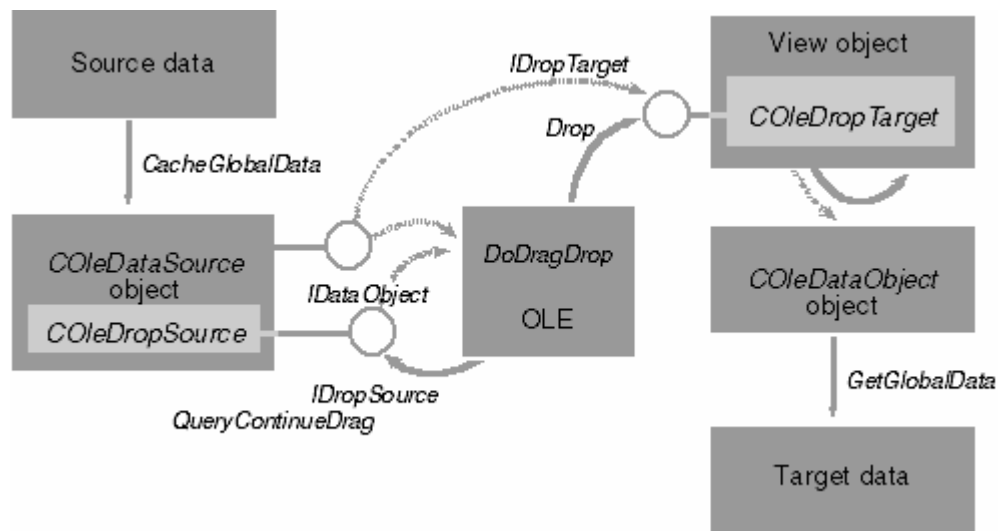 Source data
View object
IDropTarget
COleDropTarget
Drop
CacheGlobalData
COleDataSource
object
DoDragDrop
COleDataObject
object
IDataObject
OLE
COleDropSource
GetGlobalData
IDropSource
QueryContinueDrag
Target data